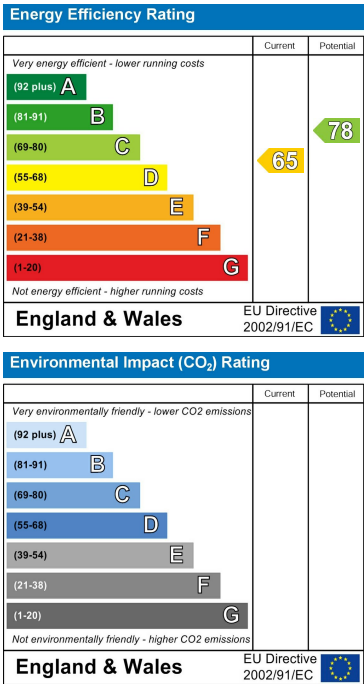 Energy Efficiency Rating
Current Potential
Very energy efficient - lower running costs
(92 plus) A
(81-91) B
(69-80) C
(55-68) D
(39-54) E
(21-38) F
(1-20) G
65
78
Not energy efficient - higher running costs
England & Wales
EU Directive
2002/91/EC
Environmental Impact (CO₂) Rating
Current Potential
Very environmentally friendly - lower CO2 emissions
(92 plus) A
(81-91) B
(69-80) C
(55-68) D
(39-54) E
(21-38) F
(1-20) G
Not environmentally friendly - higher CO2 emissions
England & Wales
EU Directive
2002/91/EC